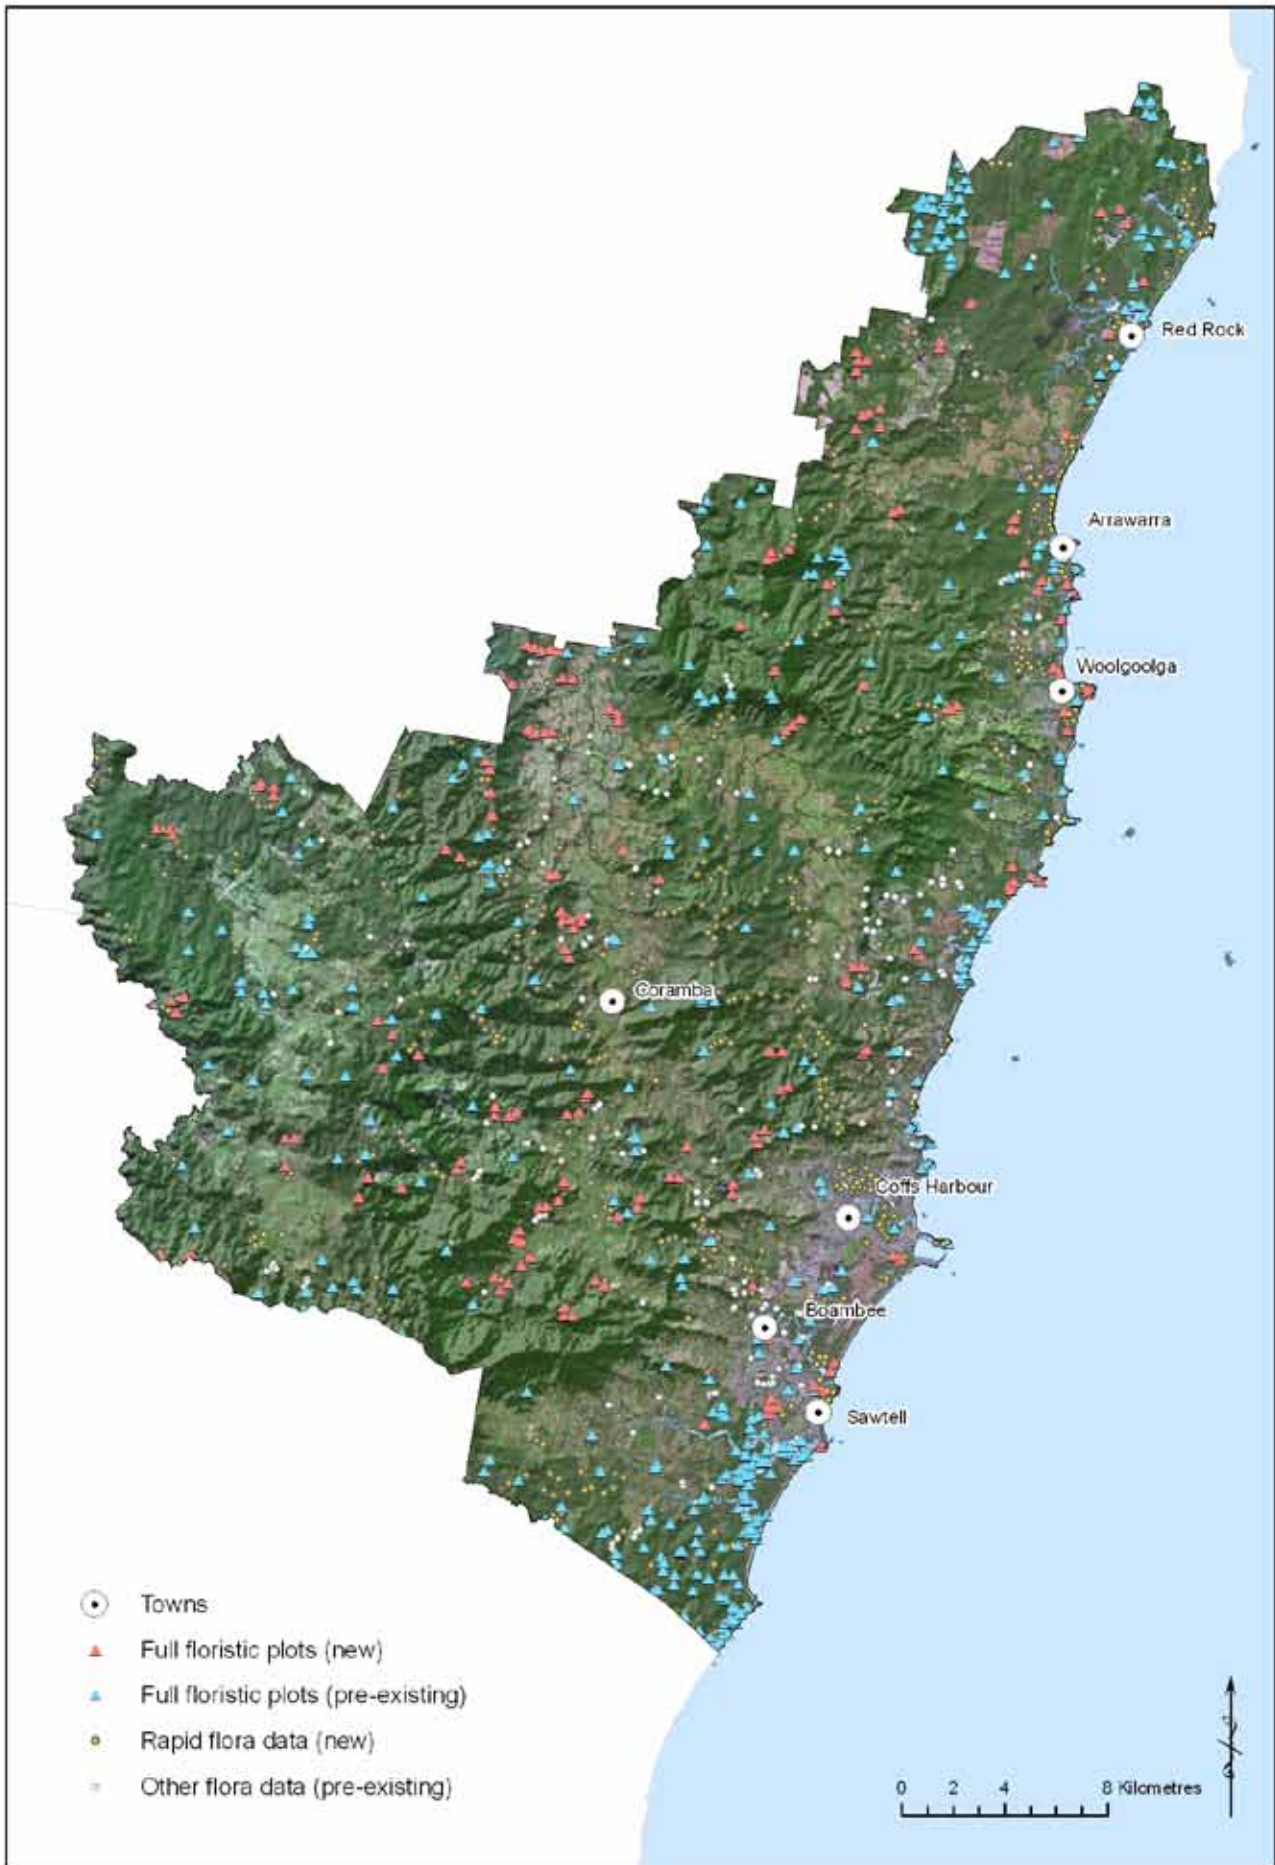 Red Rock
Arrawarra
Woolgoolga
Coramba
Coffs Harbour
Boambee
Sawtell
Towns
Full floristic plots (new)
Full floristic plots (pre-existing)
Rapid flora data (new)
Other flora data (pre-existing)
0 2 4 8 Kilometres